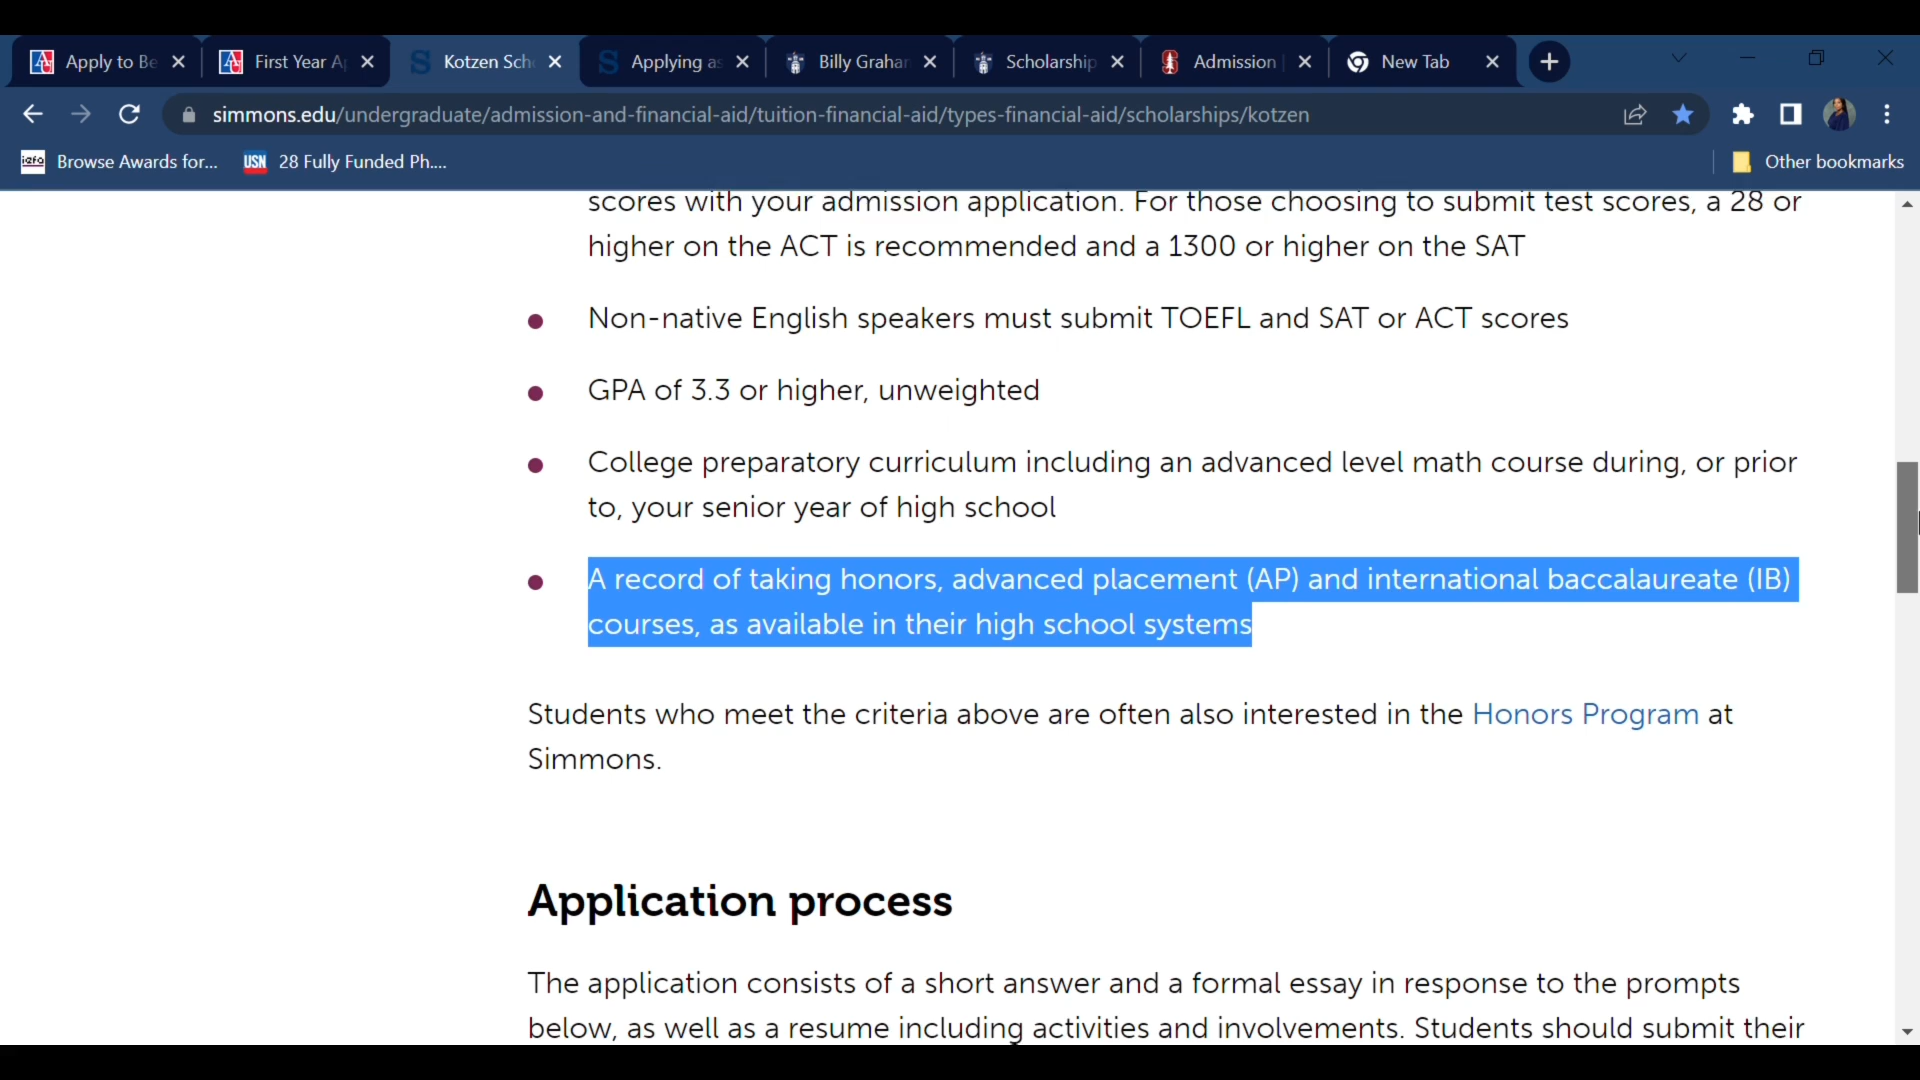 Apply to Be
First Year Ap
Kotzen Sch
Applying as
Billy Graham
Scholarship
Admission
New Tab
simmons.edu/undergraduate/admission-and-financial-aid/tuition-financial-aid/types-financial-aid/scholarships/kotzen
iefa Browse Awards for...
USN 28 Fully Funded Ph....
Other bookmarks
scores with your admission application. For those choosing to submit test scores, a 28 or
higher on the ACT is recommended and a 1300 or higher on the SAT
Non-native English speakers must submit TOEFL and SAT or ACT scores
GPA of 3.3 or higher, unweighted
College preparatory curriculum including an advanced level math course during, or prior
to, your senior year of high school
A record of taking honors, advanced placement (AP) and international baccalaureate (IB)
courses, as available in their high school systems
Students who meet the criteria above are often also interested in the Honors Program at
Simmons.
Application process
The application consists of a short answer and a formal essay in response to the prompts
below, as well as a resume including activities and involvements. Students should submit their